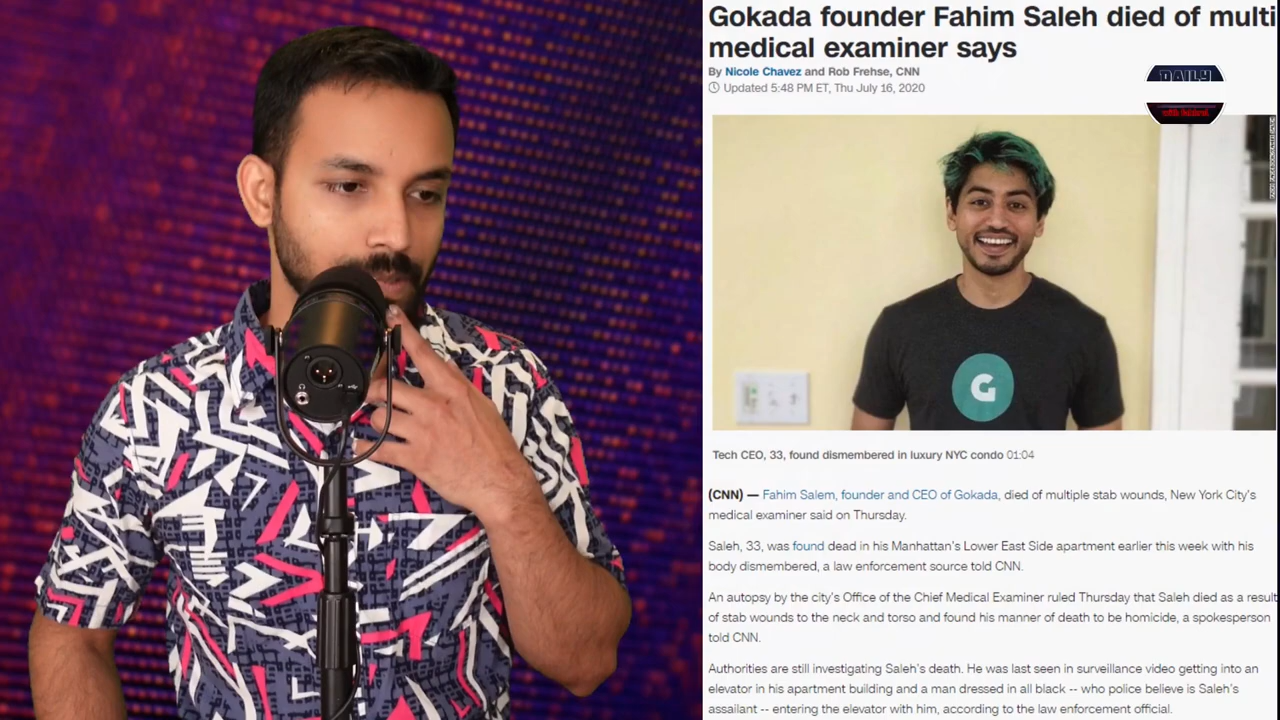 Gokada founder Fahim Saleh died of multi
medical examiner says
By Nicole Chavez and Rob Frehse, CNN
Updated 5:48 PM ET, Thu July 16, 2020
DAILY
with
G
Tech CEO, 33, found dismembered in luxury NYC condo 01:04
(CNN) — Fahim Salem, founder and CEO of Gokada, died of multiple stab wounds, New York City's
medical examiner said on Thursday.
Saleh, 33, was found dead in his Manhattan's Lower East Side apartment earlier this week with his
body dismembered, a law enforcement source told CNN.
An autopsy by the city's Office of the Chief Medical Examiner ruled Thursday that Saleh died as a result
of stab wounds to the neck and torso and found his manner of death to be homicide, a spokesperson
told CNN.
Authorities are still investigating Saleh's death. He was last seen in surveillance video getting into an
elevator in his apartment building and a man dressed in all black -- who police believe is Saleh's
assailant -- entering the elevator with him, according to the law enforcement official.